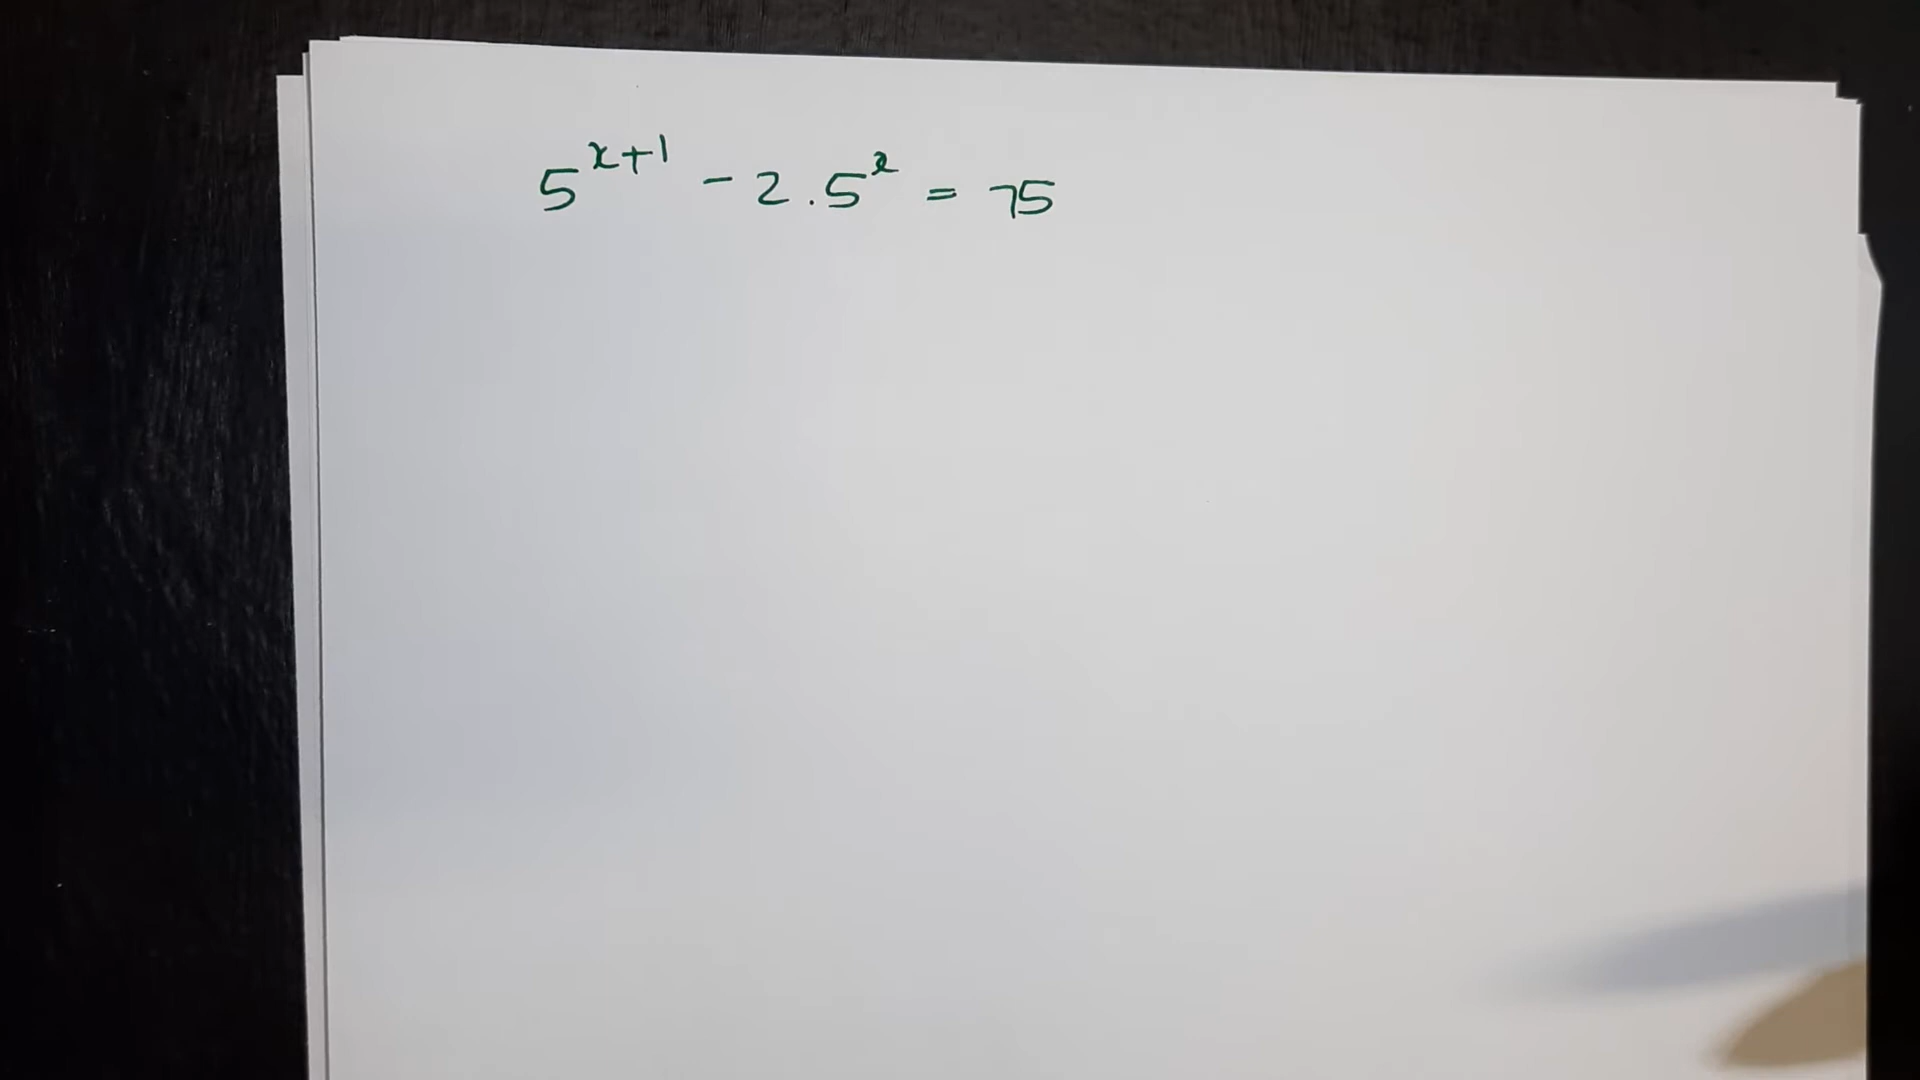 5^{x+1} - 2.5^{x} = 75